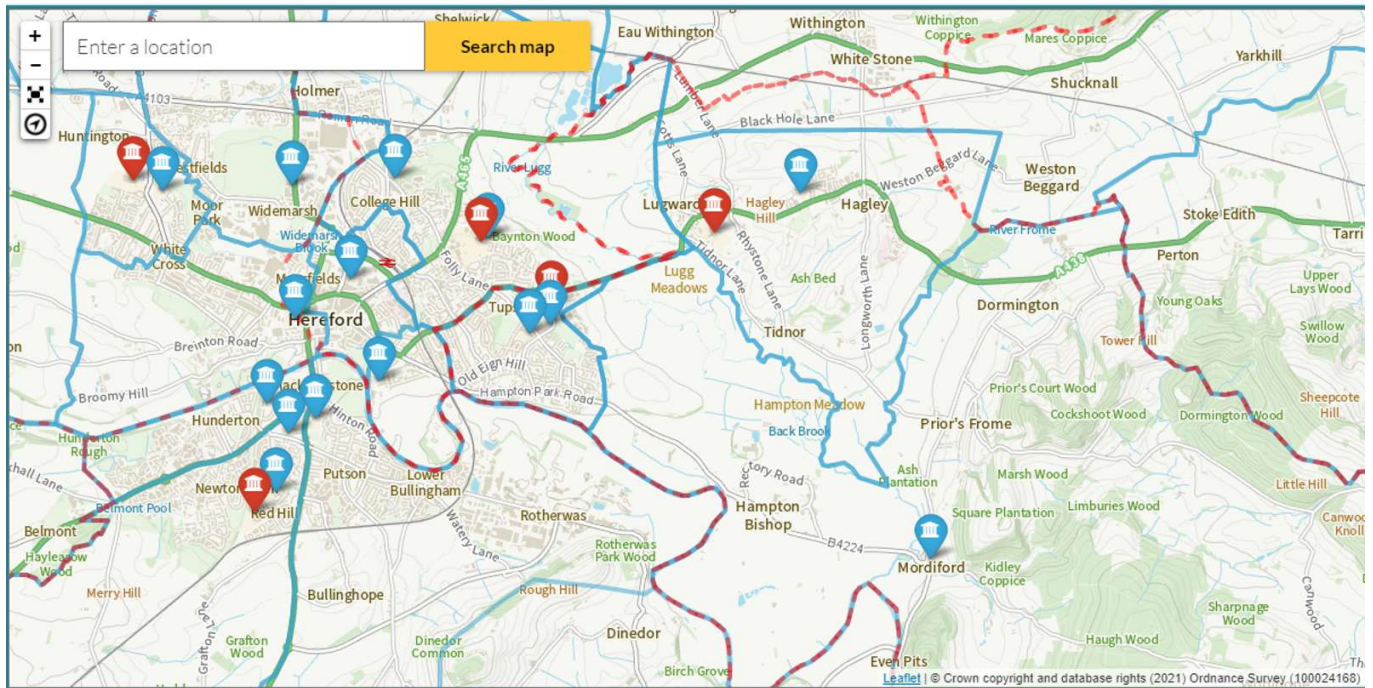 Shelwick
Withington
Withington
Coppice
Mares Coppice
+
Enter a location
Search map
Eau Withington
White Stone
Yarkhill
−
Shucknall
Holmer
A4103
Roman Road
Lumber Lane
Cotts Lane
Black Hole Lane
Huntington
A465
River Lugg
Weston Beggard Lane
Weston
Beggard
Moor
Park
Widemarsh
College Hill
Hagley
Hill
Hagley
Stoke Edith
White
Cross
Widemarsh
Brook
Baynton Wood
Tidnor Lane
Rhystone Lane
River Frome
Folly Lane
Lugg
Meadows
Ash Bed
Longworth Lane
A438
Perton
Upper
Lays Wood
Dormington
Young Oaks
Hereford
Tidnor
Swillow
Wood
Breinton Road
Tower Hill
Old Eign Hill
Broomy Hill
Hampton Park Road
Prior's Court Wood
Sheepcote
Hill
Hunderton
Hinton Road
Hampton Meadow
Cockshoot Wood
Dormington Wood
Back Brook
Prior's Frome
Hunderton
Rough
Putson
Lower
Bullingham
Rectory Road
Ash
Plantation
Marsh Wood
Little Hill
Belmont Pool
Red Hill
Rotherwas
Hampton
Bishop
Square Plantation
Limburies Wood
Belmont
Watery Lane
Rotherwas
Park Wood
B4224
Mordiford
Kidley
Coppice
Merry Hill
Bullinghope
Rough Hill
Canwood
Sharpnage
Wood
Grafton Lane
Grafton
Wood
Dinedor
Common
Dinedor
Haugh Wood
Birch Grove
Even Pits
Leaflet | © Crown copyright and database rights (2021) Ordnance Survey (100024168)